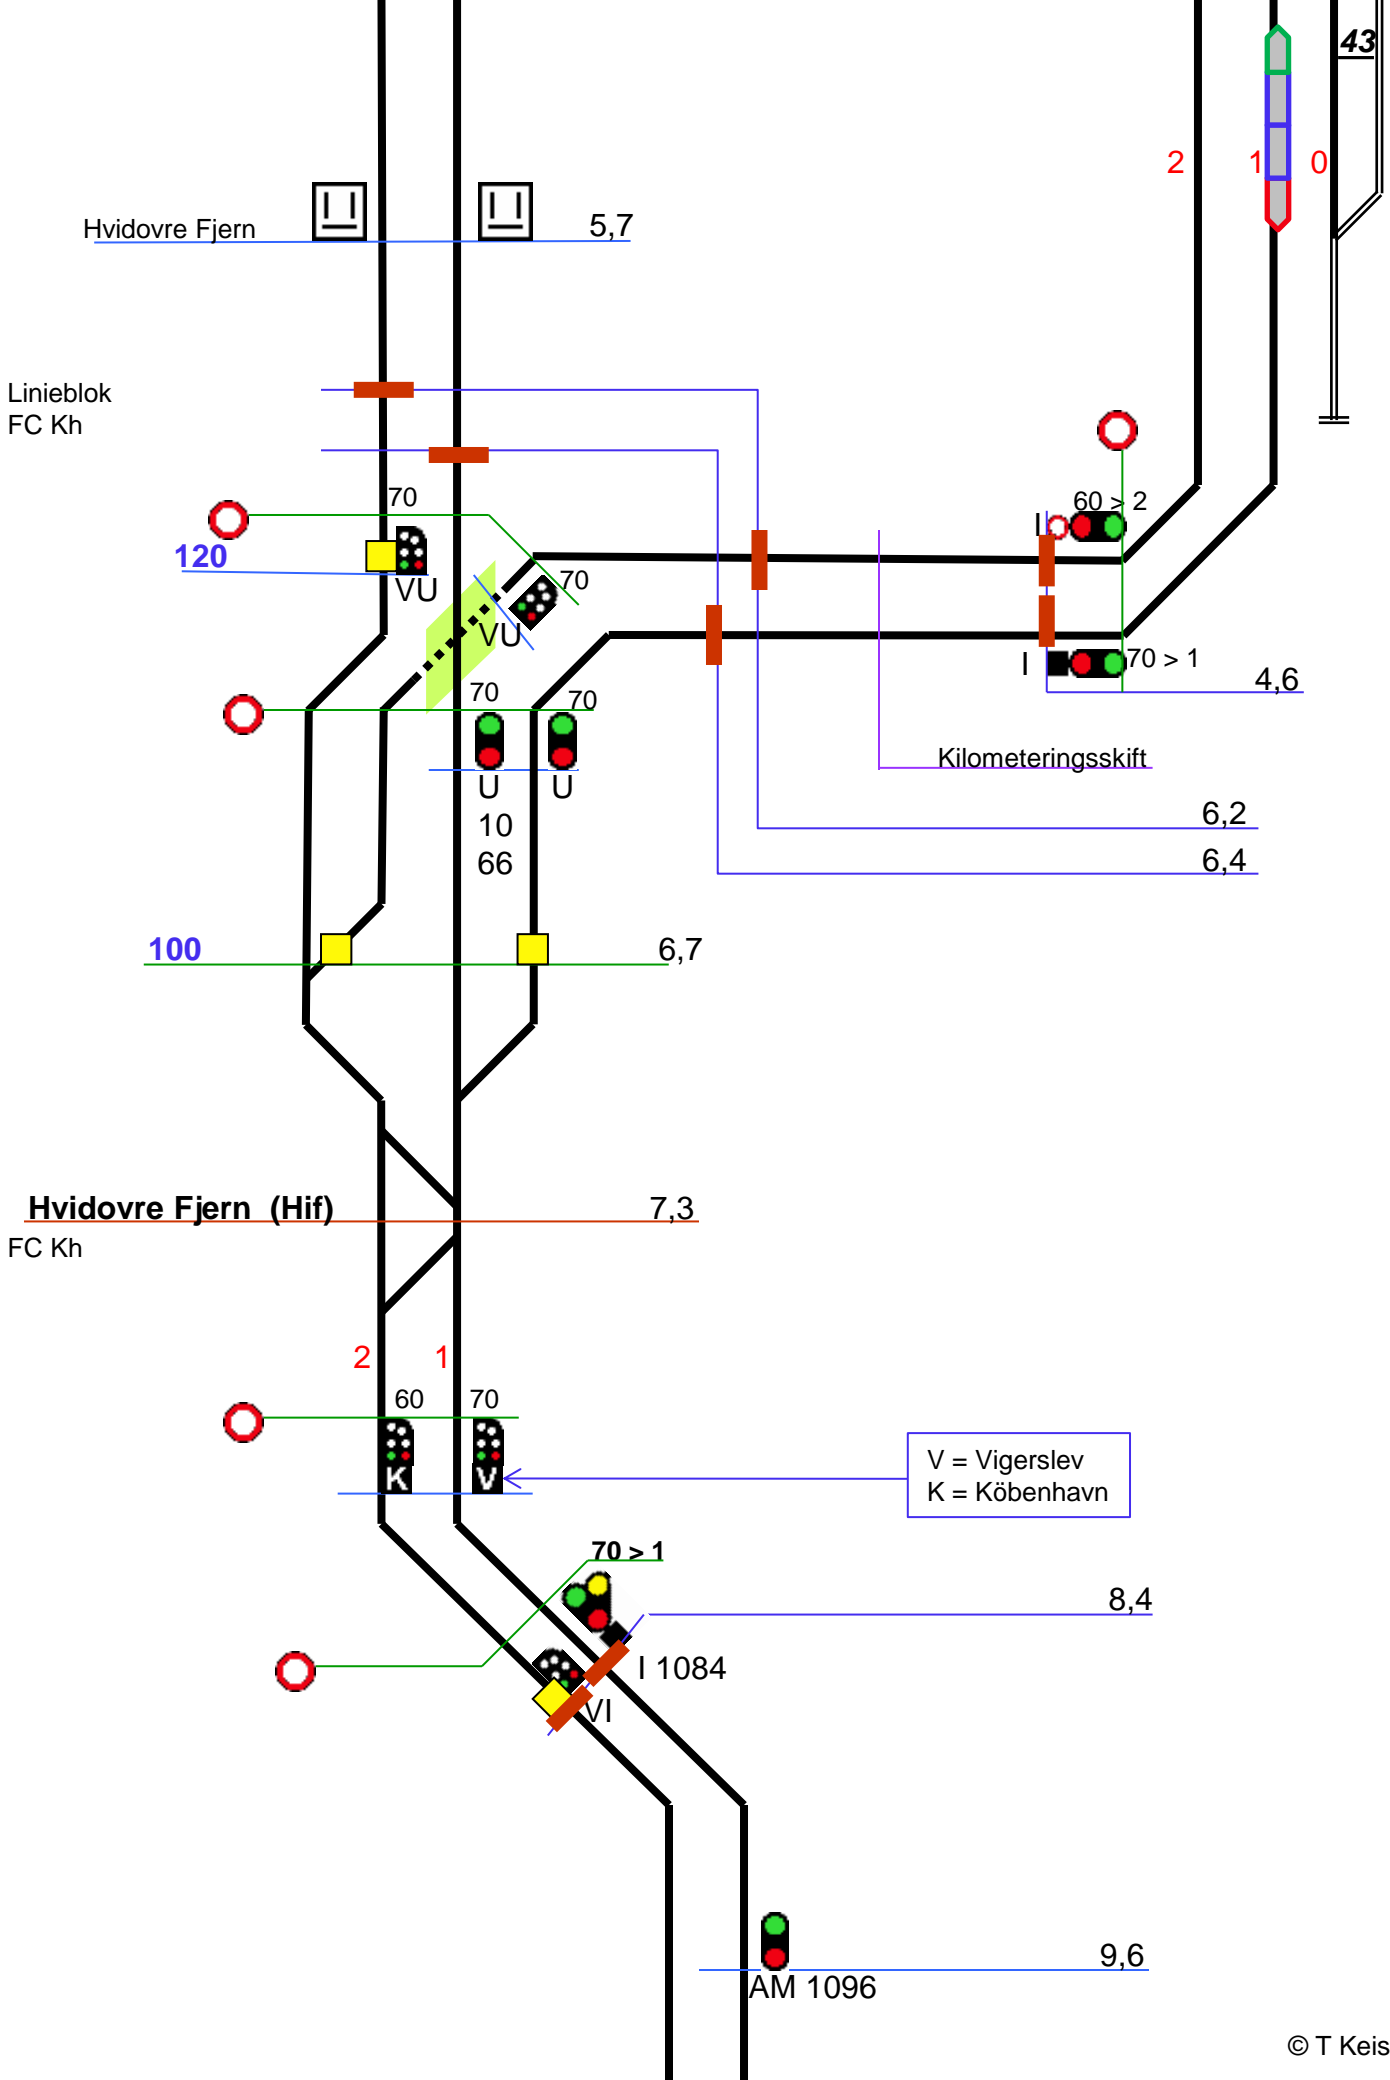 43
2 1 0
Hvidovre Fjern 5,7
Linieblok
FC Kh
70
60 > 2
I
120
VU
70
VU
I
70 > 1
4,6
70
70
Kilometeringsskift
U U
10
66
6,2
6,4
100
6,7
Hvidovre Fjern (Hif) 7,3
FC Kh
2 1
60 70
K V
V = Vigerslev
K = Köbenhavn
70 > 1
8,4
I 1084
VI
9,6
AM 1096
© T Keis